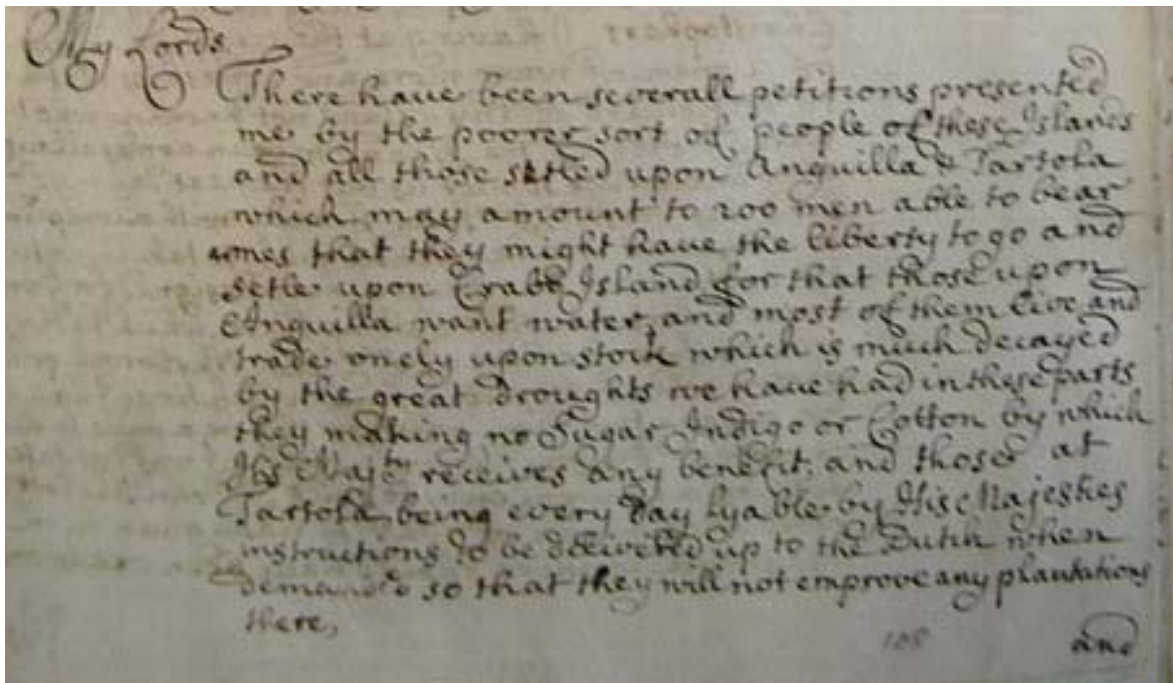 My Lords
There have been severall petitions presented
me by the poorer sort of people of these Islands
and all those setled upon Anguilla & Tartola
which may amount to 200 men able to bear
armes that they might have the liberty to go and
setle upon Crabb Island for that those upon
Anguilla want water, and most of them live and
trade onely upon stock which is much decayed
by the great droughts we have had in these parts
they making no Sugar Indigo or Cotton by which
His Majty receives any benefit. and those at
Tartola being every day lyable by His Majesties
instructions to be delivered up to the Dutch when
demanded so that they will not emprove any plantations
there,
108
and